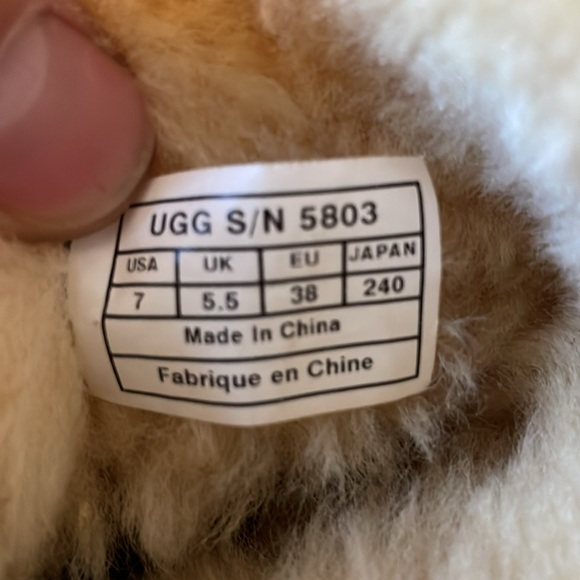 UGG S/N 5803
USA UK EU JAPAN
7 5.5 38 240
Made In China
Fabrique en Chine